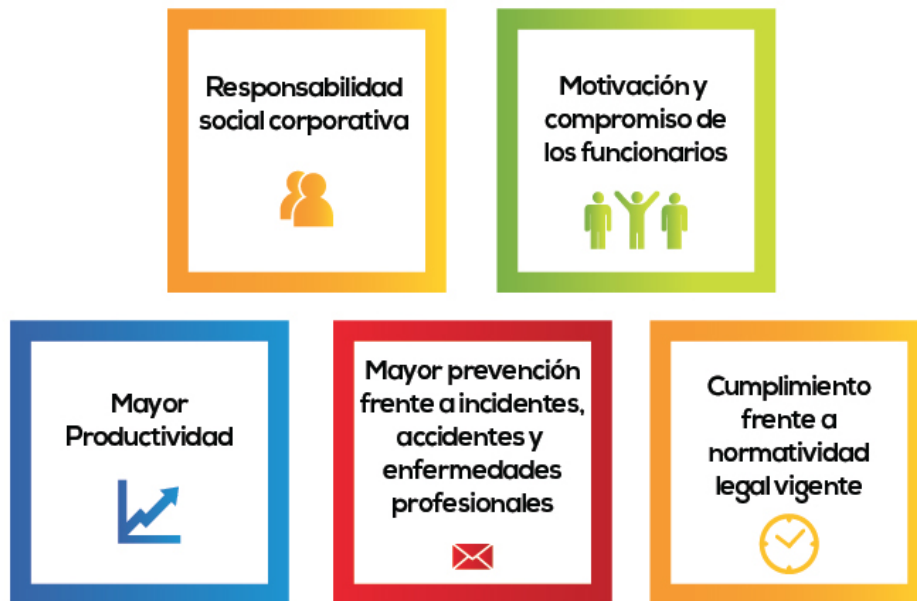 Responsabilidad
social corporativa
Motivación y
compromiso de
los funcionarios
Mayor
Productividad
Mayor prevención
frente a incidentes,
accidentes y
enfermedades
profesionales
Cumplimiento
frente a
normatividad
legal vigente